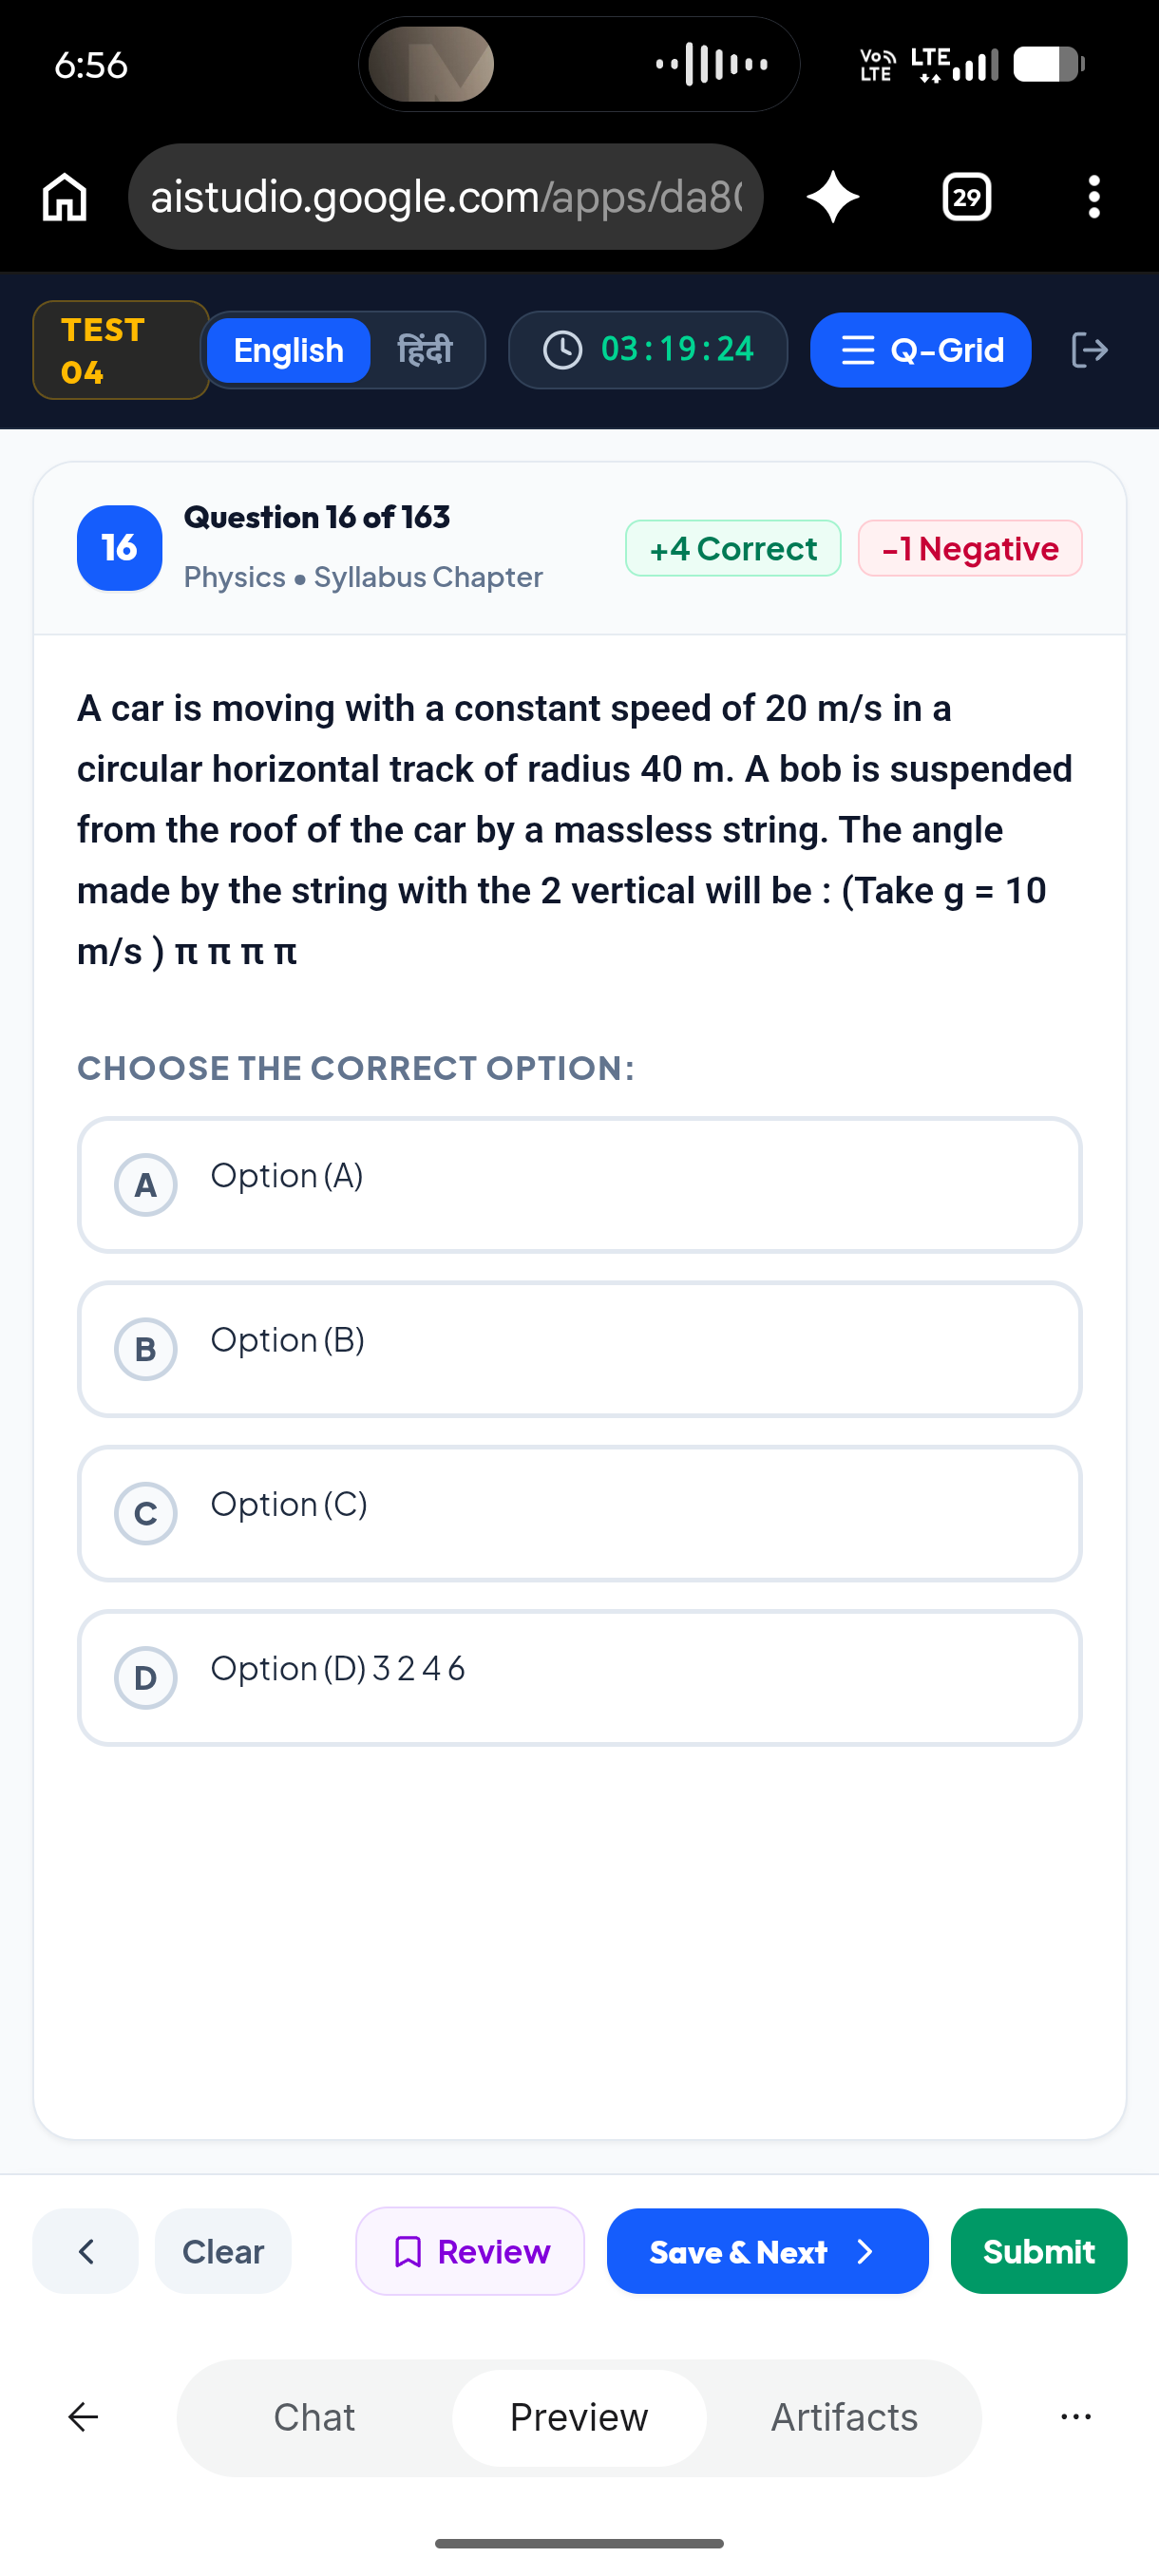 6:56
Vo LTE
LTE
aistudio.google.com/apps/da8
29
TEST 04
English
हिंदी
03:19:24
Q-Grid
16
Question 16 of 163
Physics • Syllabus Chapter
+4 Correct
-1 Negative
A car is moving with a constant speed of 20 m/s in a
circular horizontal track of radius 40 m. A bob is suspended
from the roof of the car by a massless string. The angle
made by the string with the 2 vertical will be : (Take g = 10
m/s ) π π π π
CHOOSE THE CORRECT OPTION:
A Option (A)
B Option (B)
C Option (C)
D Option (D) 3 2 4 6
Clear
Review
Save & Next
Submit
Chat
Preview
Artifacts